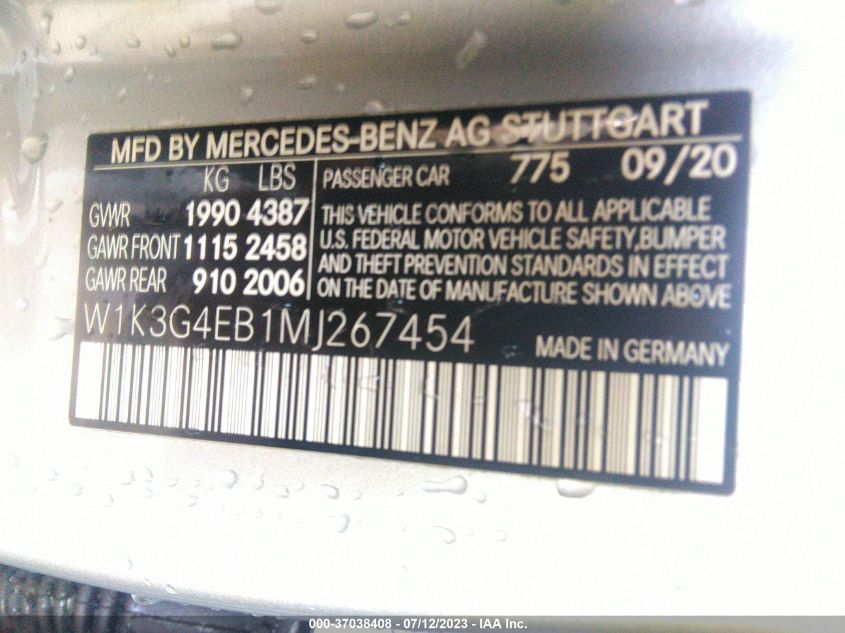 MFD BY MERCEDES-BENZ AG STUTTGART
KG LBS
GVWR 1990 4387
GAWR FRONT 1115 2458
GAWR REAR 910 2006
PASSENGER CAR 775 09/20
THIS VEHICLE CONFORMS TO ALL APPLICABLE
U.S. FEDERAL MOTOR VEHICLE SAFETY,BUMPER
AND THEFT PREVENTION STANDARDS IN EFFECT
ON THE DATE OF MANUFACTURE SHOWN ABOVE
W1K3G4EB1MJ267454
MADE IN GERMANY
000-37038408 - 07/12/2023 - © IAA Inc.